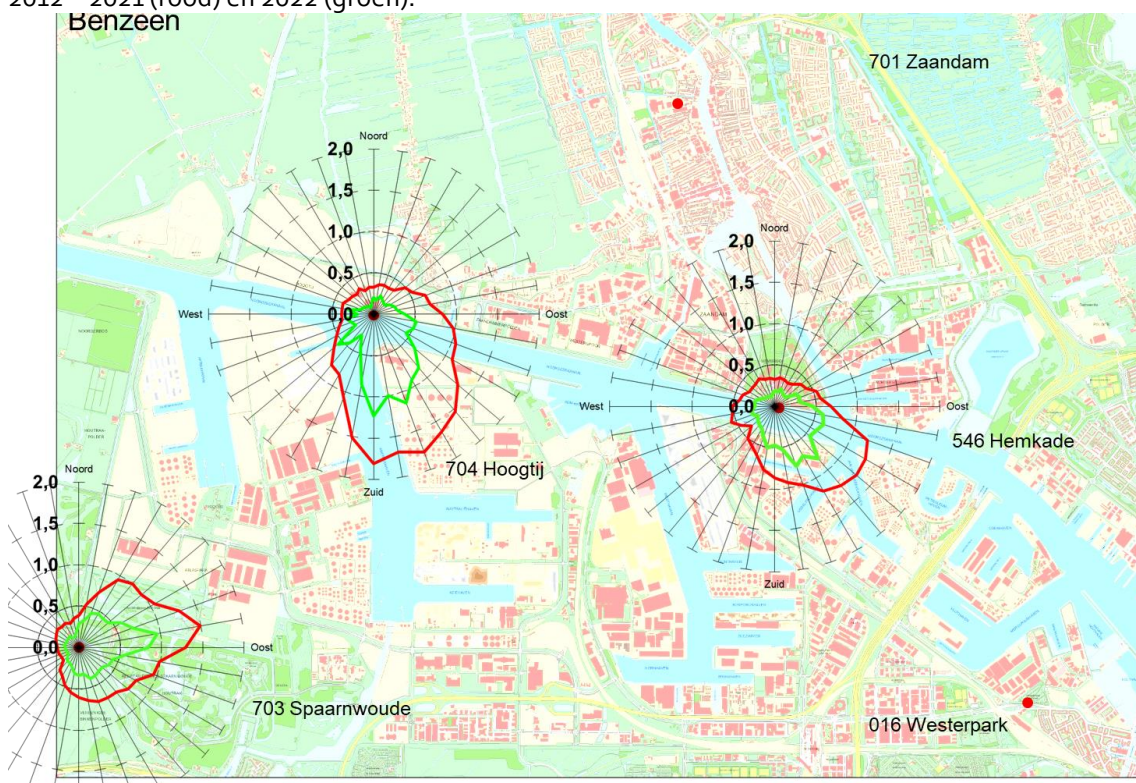 2012 – 2021 (rood) en 2022 (groen).
Benzeen
701 Zaandam
Noord
2,0
1,5
1,0
0,5
0,0
West
Oost
Zuid
704 Hoogtij
Noord
2,0
1,5
1,0
0,5
0,0
West
Oost
Zuid
546 Hemkade
Noord
2,0
1,5
1,0
0,5
0,0
Oost
703 Spaarnwoude
016 Westerpark